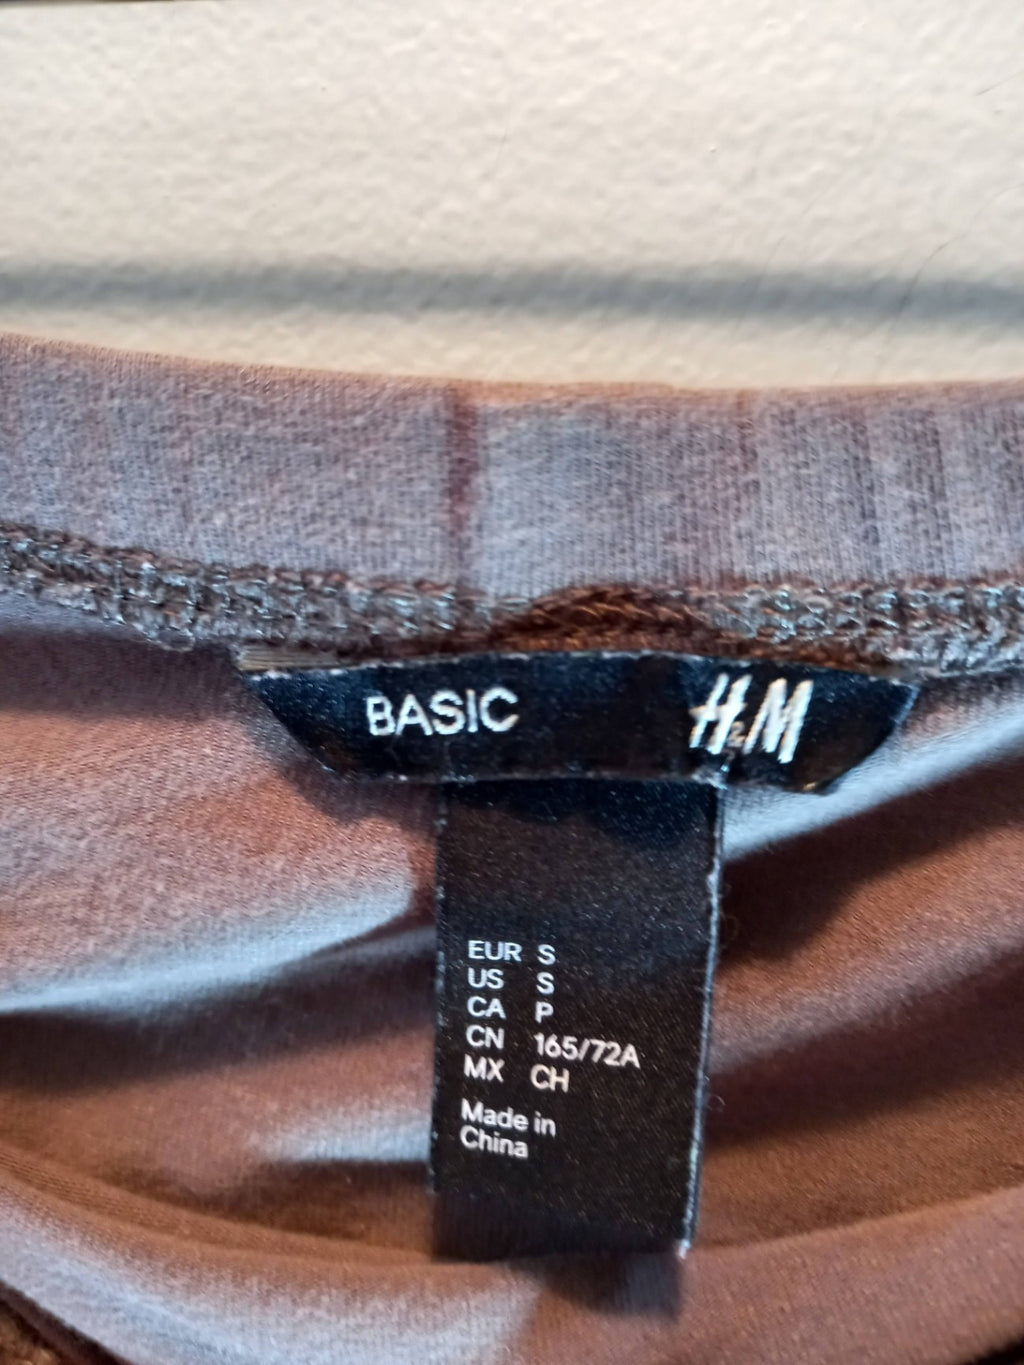 BASIC H&M
EUR S
US S
CA P
CN 165/72A
MX CH
Made in
China